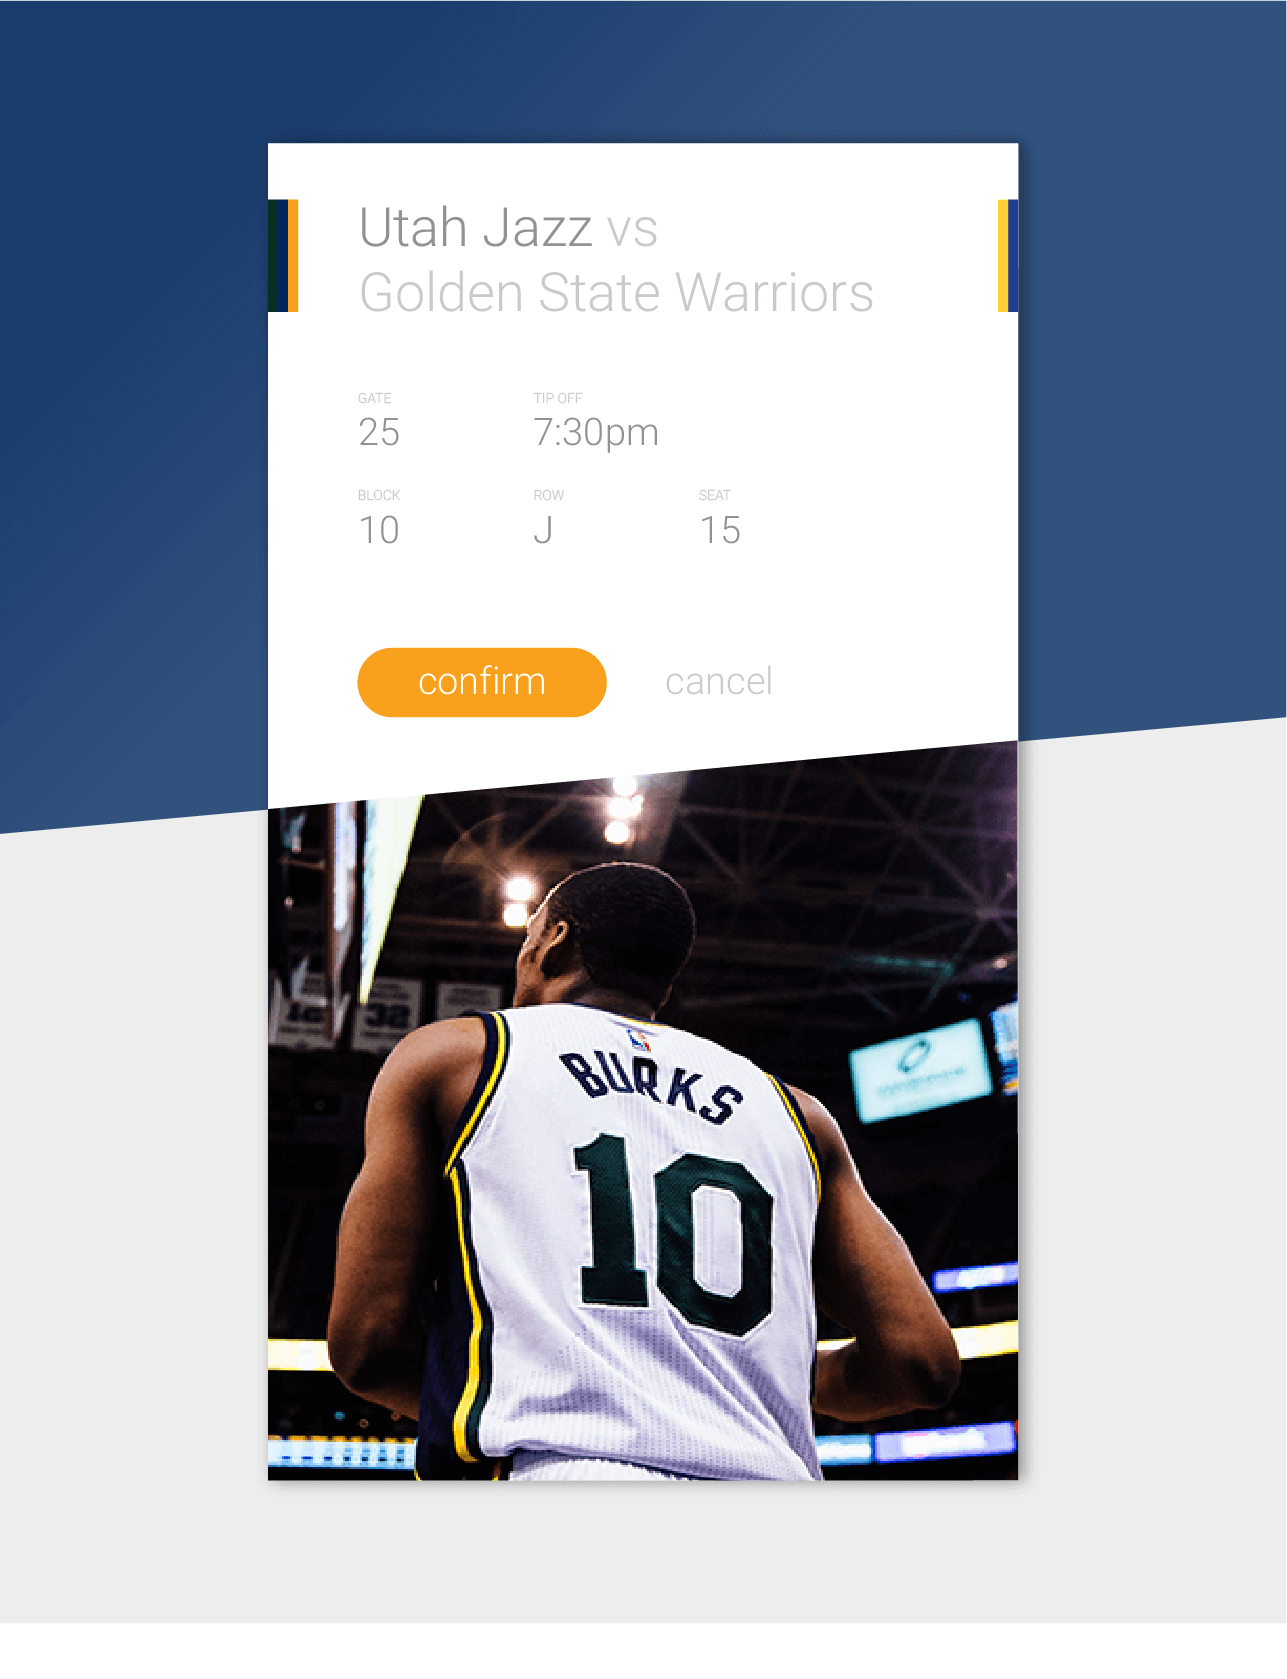 Utah Jazz vs
Golden State Warriors
GATE TIP OFF
25 7:30pm
BLOCK ROW SEAT
10 J 15
confirm cancel
32
BURKS
10